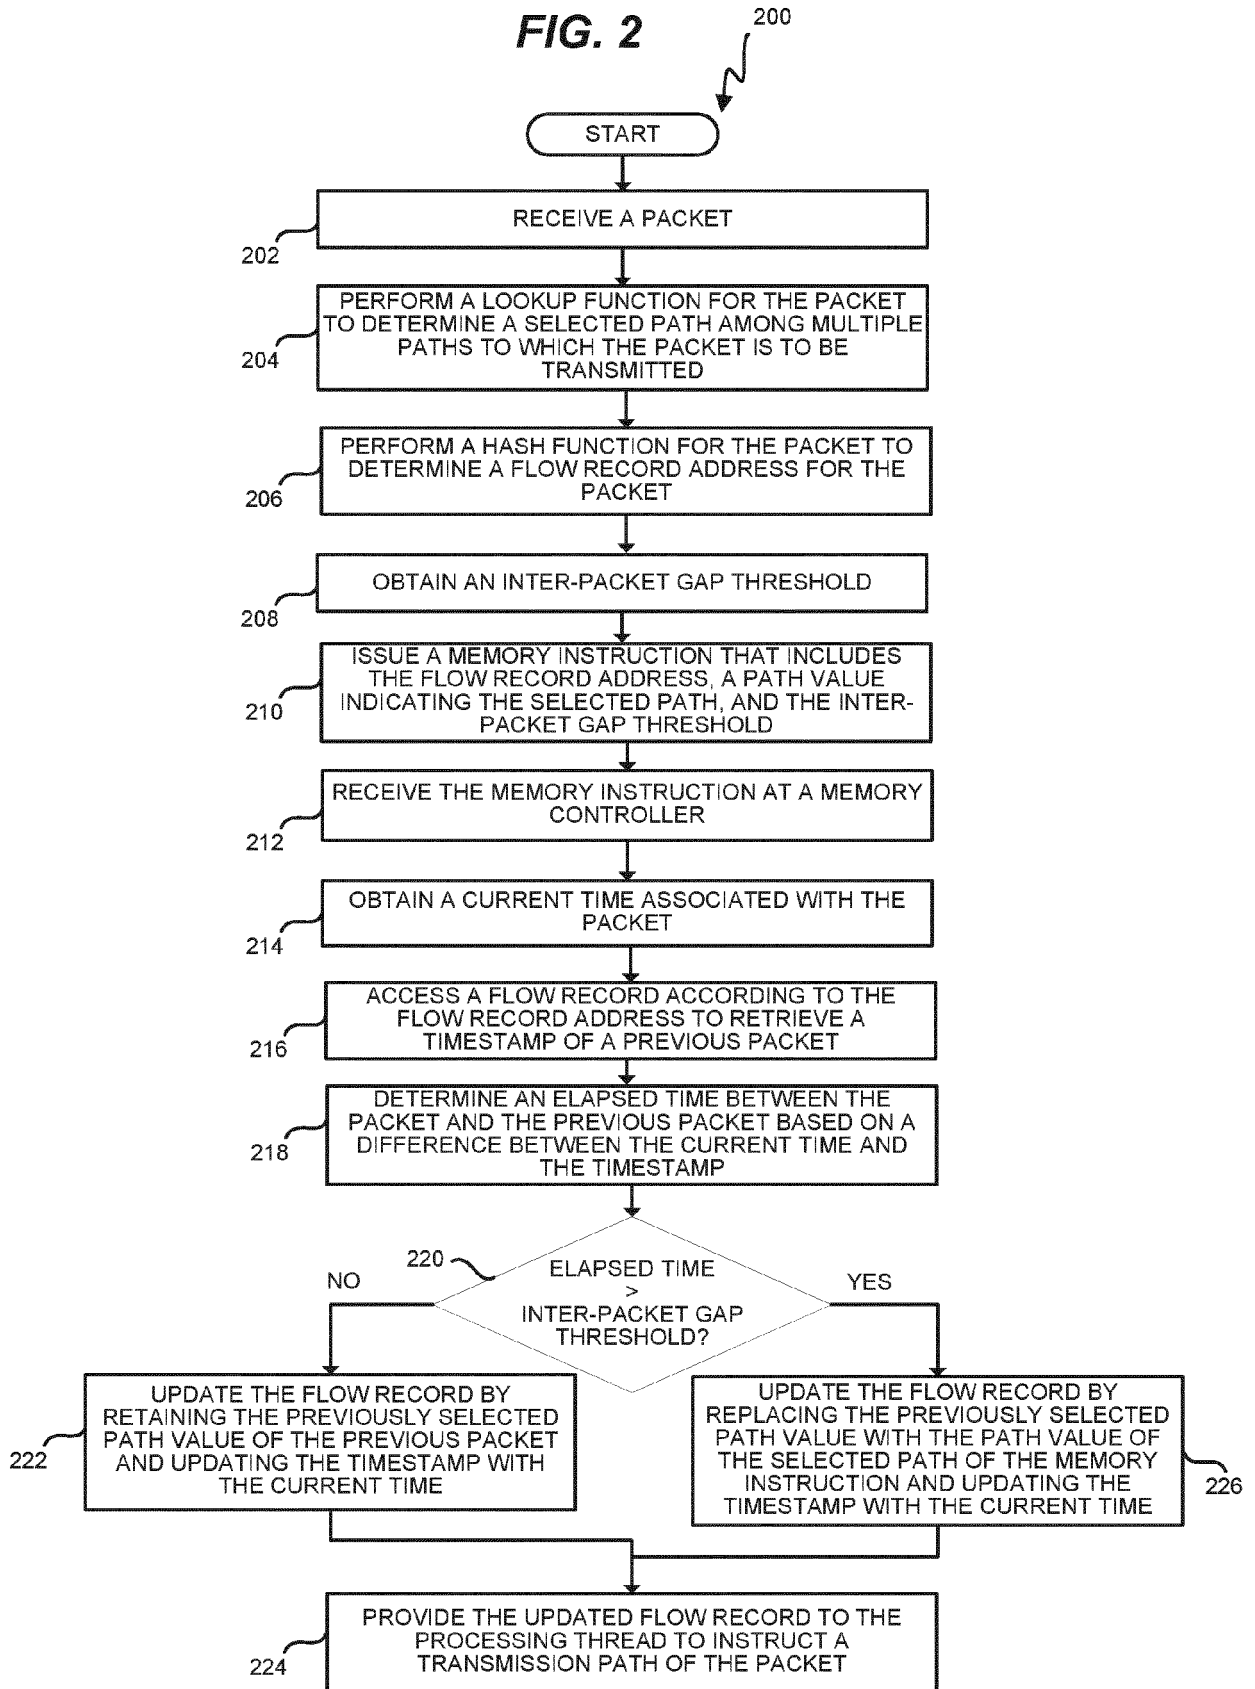 FIG. 2
200
START
RECEIVE A PACKET
202
PERFORM A LOOKUP FUNCTION FOR THE PACKET
TO DETERMINE A SELECTED PATH AMONG MULTIPLE
PATHS TO WHICH THE PACKET IS TO BE
TRANSMITTED
204
PERFORM A HASH FUNCTION FOR THE PACKET TO
DETERMINE A FLOW RECORD ADDRESS FOR THE
PACKET
206
OBTAIN AN INTER-PACKET GAP THRESHOLD
208
ISSUE A MEMORY INSTRUCTION THAT INCLUDES
THE FLOW RECORD ADDRESS, A PATH VALUE
INDICATING THE SELECTED PATH, AND THE INTER-
PACKET GAP THRESHOLD
210
RECEIVE THE MEMORY INSTRUCTION AT A MEMORY
CONTROLLER
212
OBTAIN A CURRENT TIME ASSOCIATED WITH THE
PACKET
214
ACCESS A FLOW RECORD ACCORDING TO THE
FLOW RECORD ADDRESS TO RETRIEVE A
TIMESTAMP OF A PREVIOUS PACKET
216
DETERMINE AN ELAPSED TIME BETWEEN THE
PACKET AND THE PREVIOUS PACKET BASED ON A
DIFFERENCE BETWEEN THE CURRENT TIME AND
THE TIMESTAMP
218
220
ELAPSED TIME
>
INTER-PACKET GAP
THRESHOLD?
NO
YES
UPDATE THE FLOW RECORD BY
RETAINING THE PREVIOUSLY SELECTED
PATH VALUE OF THE PREVIOUS PACKET
AND UPDATING THE TIMESTAMP WITH
THE CURRENT TIME
222
UPDATE THE FLOW RECORD BY
REPLACING THE PREVIOUSLY SELECTED
PATH VALUE WITH THE PATH VALUE OF
THE SELECTED PATH OF THE MEMORY
INSTRUCTION AND UPDATING THE
TIMESTAMP WITH THE CURRENT TIME
226
PROVIDE THE UPDATED FLOW RECORD TO THE
PROCESSING THREAD TO INSTRUCT A
TRANSMISSION PATH OF THE PACKET
224